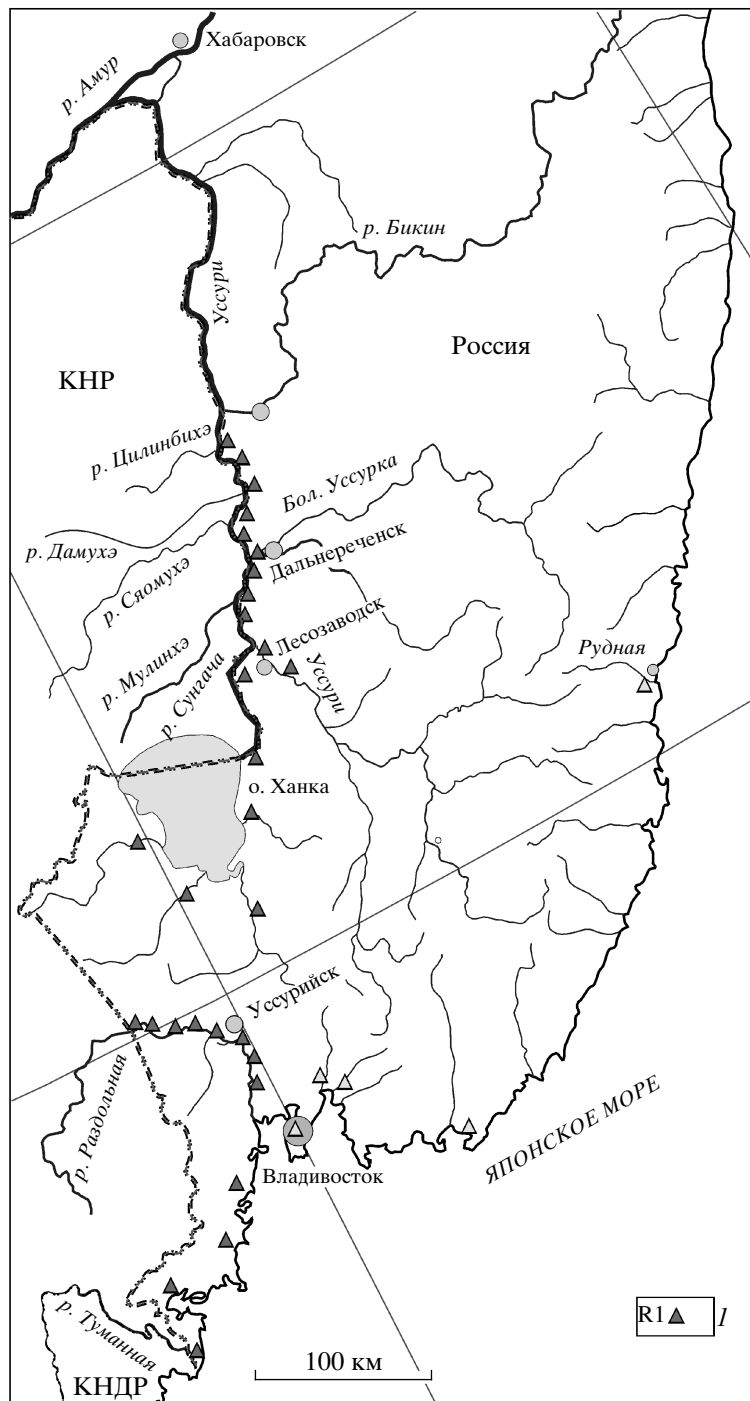 Хабаровск
р. Амур
р. Бикин
Уссури
Россия
КНР
р. Цилинбихэ
Бол. Уссурка
р. Дамухэ
Дальнереченск
р. Сяомухэ
Лесозаводск
р. Мулинхэ
Уссури
Рудная
р. Сунгача
о. Ханка
Уссурийск
р. Раздольная
ЯПОНСКОЕ МОРЕ
Владивосток
р. Туманная
R1
1
100 км
КНДР